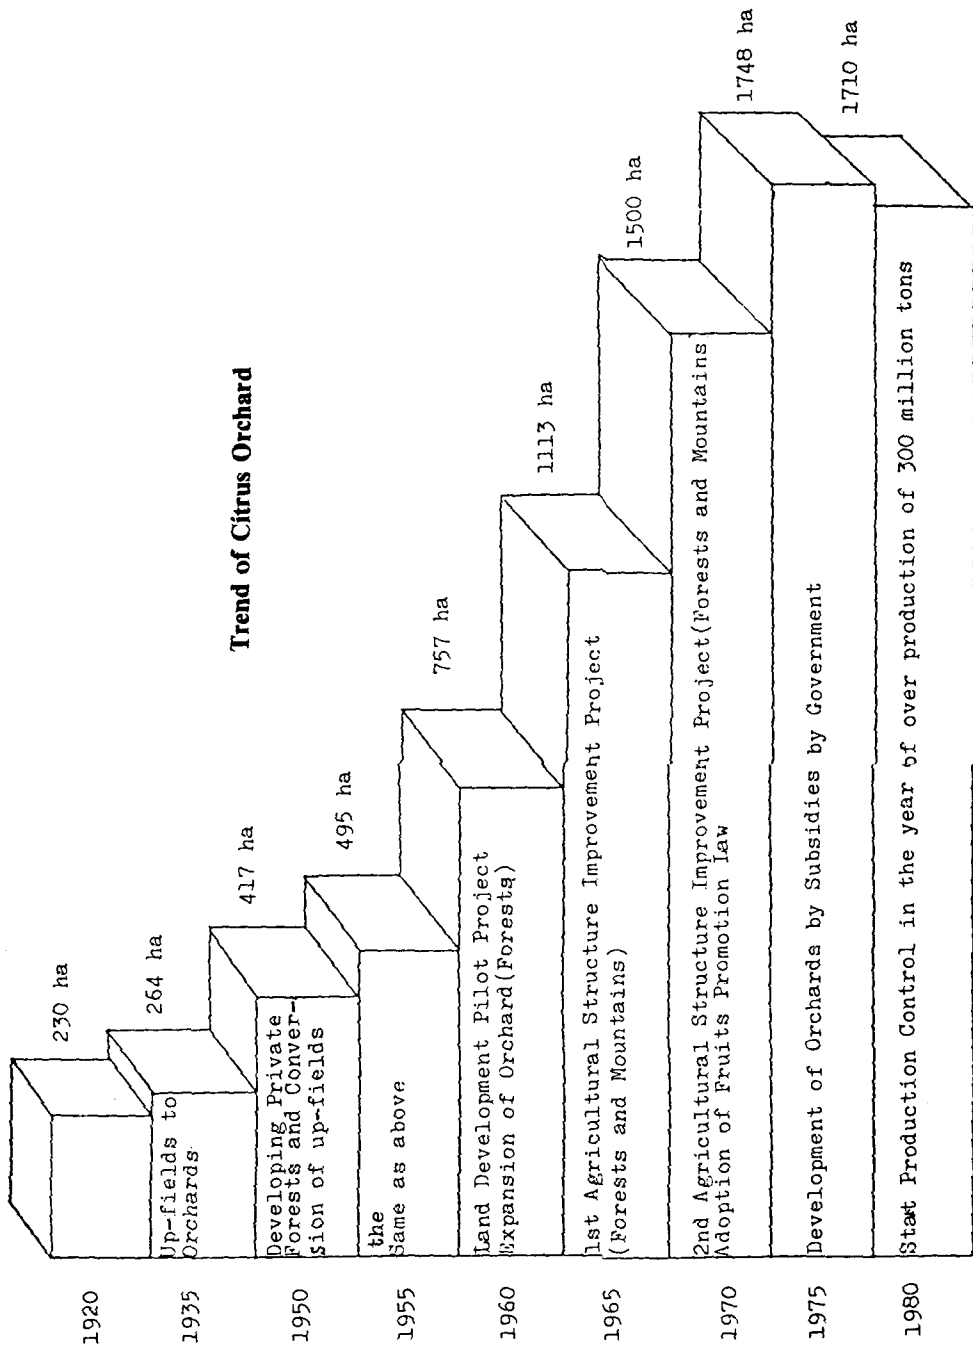 Trend of Citrus Orchard
1920
230 ha
1935
Up-fields to
Orchards
264 ha
1950
Developing Private
Forests and Conver-
Sion of up-fields
417 ha
1955
the
Same as above
495 ha
1960
Land Development Pilot Project
Expansion of Orchard(Forests)
757 ha
1965
1st Agricultural Structure Improvement Project
(Forests and Mountains)
1113 ha
1970
2nd Agricultural Structure Improvement Project(Forests and Mountains
Adoption of Fruits Promotion Law
1500 ha
1975
Development of Orchards by Subsidies by Government
1748 ha
1980
Start Production Control in the year of over production of 300 million tons
1710 ha